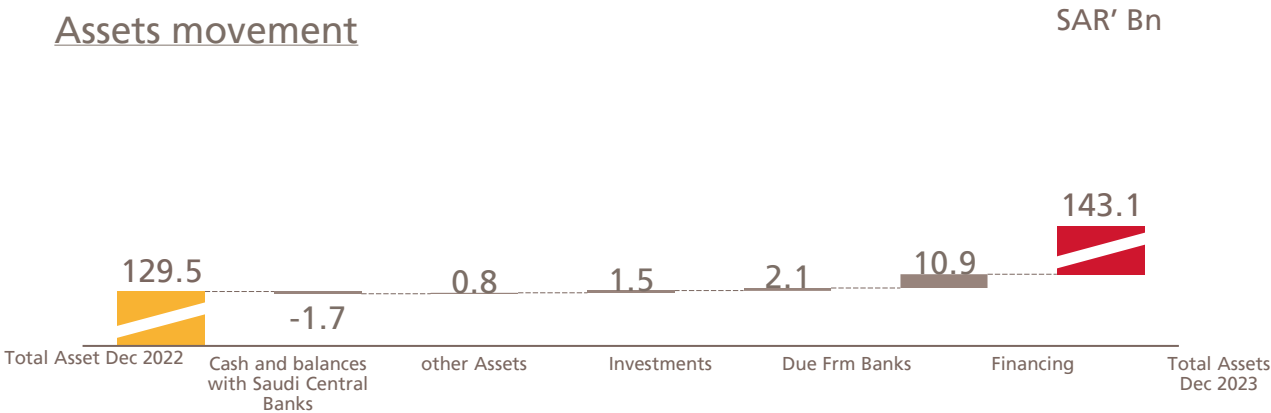 Assets movement
SAR’ Bn
143.1
129.5
-1.7
0.8
1.5
2.1
10.9
Total Asset Dec 2022
Cash and balances
with Saudi Central
Banks
other Assets
Investments
Due Frm Banks
Financing
Total Assets
Dec 2023